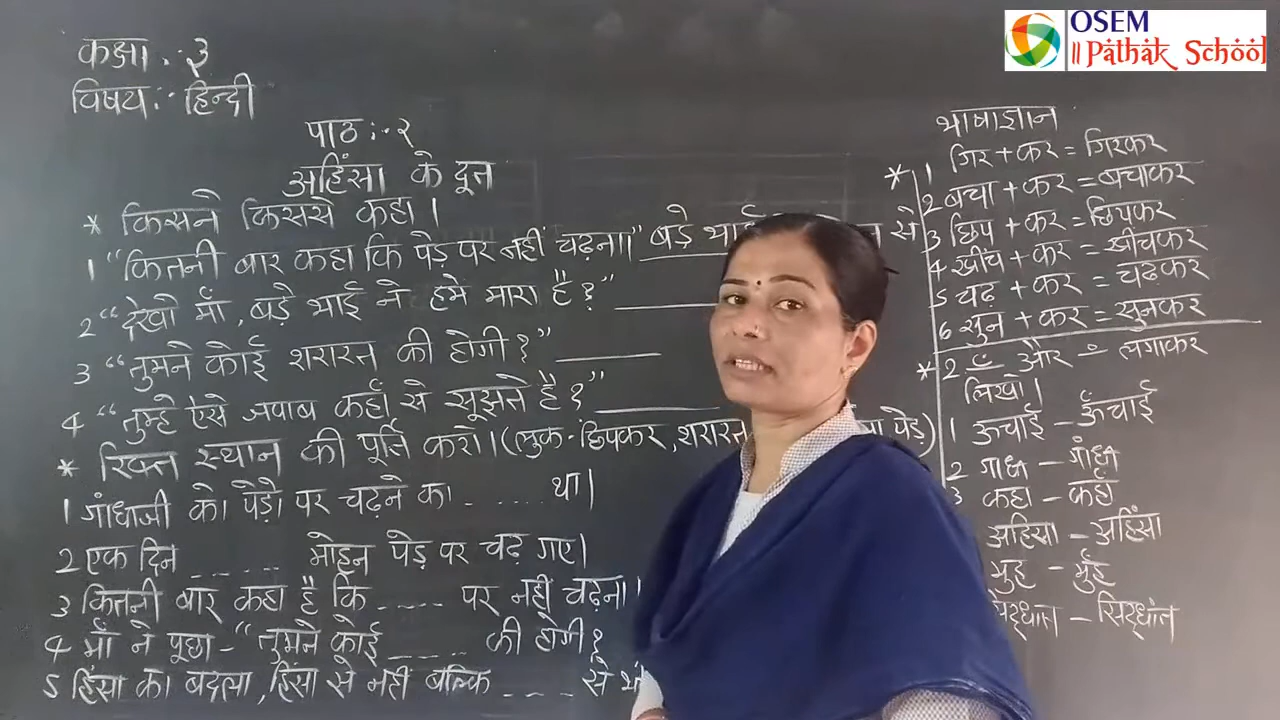 OSEM
Pathak School
कक्षा :- ३
विषय :- हिन्दी
पाठ :- २
अहिंसा के दूत
* किसने किससे कहा।
1 "कितनी बार कहा कि पेड़ पर नहीं चढ़ना।" बड़े भाई से
2 "देखो माँ, बड़े भाई ने हमें मारा है?" ______
3 "तुमने कोई शरारत की होगी?" ______
4 "तुम्हे ऐसे जवाब कहाँ से सूझते है?" ______
* रिक्त स्थान की पूर्ति करो। (लुक-छिपकर, शरारत पेड़)
1 गांधाजी को पेड़ो पर चढ़ने का - .... था।
2 एक दिन ------ मोहन पेड़ पर चढ़ गए।
3 कितनी बार कहा है कि ---- पर नहीं चढ़ना।
4 माँ ने पूछा - "तुमने कोई ---- की होगी?
5 हिंसा का बदला, हिंसा से नहीं बल्कि ---- से
भाषाज्ञान
* 1 गिर + कर = गिरकर
2 बचा + कर = बचाकर
3 छिप + कर = छिपकर
4 खींच + कर = खींचकर
5 चढ़ + कर = चढ़कर
6 सुन + कर = सुनकर
* 2 ँ और ं लगाकर
लिखो।
1 ऊचाई - ऊँचाई
2 गाधी - गांधी
3 कहा - कहाँ
अहिसा - अहिंसा
मुह - मुँह
सिद्धांत